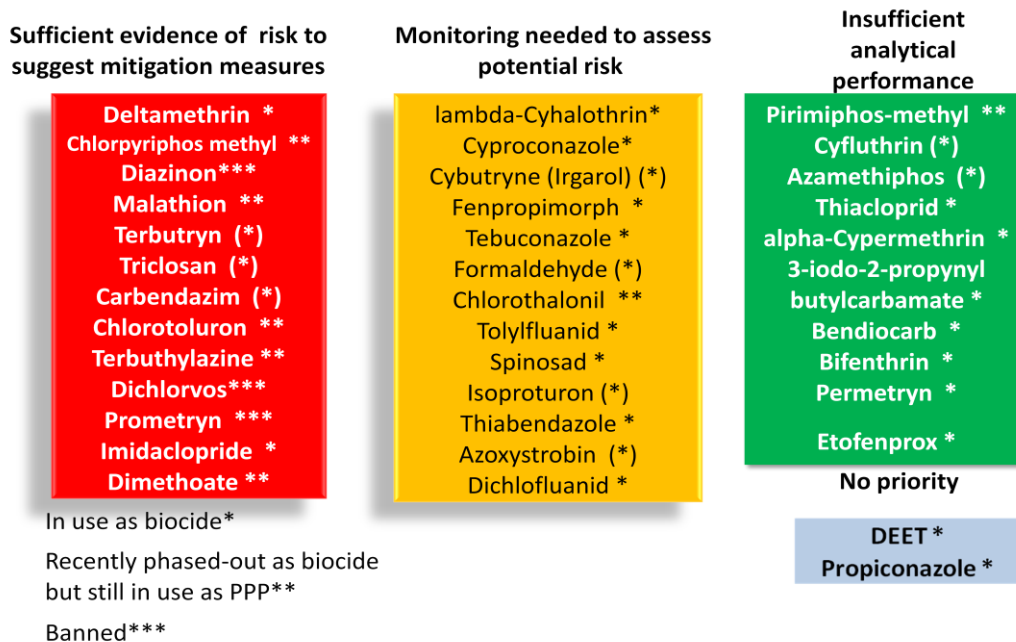 Sufficient evidence of risk to
suggest mitigation measures
Deltamethrin *
Chlorpyriphos methyl **
Diazinon***
Malathion **
Terbutryn (*)
Triclosan (*)
Carbendazim (*)
Chlorotoluron **
Terbuthylazine **
Dichlorvos***
Prometryn ***
Imidaclopride *
Dimethoate **
In use as biocide*
Recently phased-out as biocide
but still in use as PPP**
Banned***
Monitoring needed to assess
potential risk
lambda-Cyhalothrin*
Cyproconazole*
Cybutryne (Irgarol) (*)
Fenpropimorph *
Tebuconazole *
Formaldehyde (*)
Chlorothalonil **
Tolylfluanid *
Spinosad *
Isoproturon (*)
Thiabendazole *
Azoxystrobin (*)
Dichlofluanid *
Insufficient
analytical
performance
Pirimiphos-methyl **
Cyfluthrin (*)
Azamethiphos (*)
Thiacloprid *
alpha-Cypermethrin *
3-iodo-2-propynyl
butylcarbamate *
Bendiocarb *
Bifenthrin *
Permetryn *
Etofenprox *
No priority
DEET *
Propiconazole *